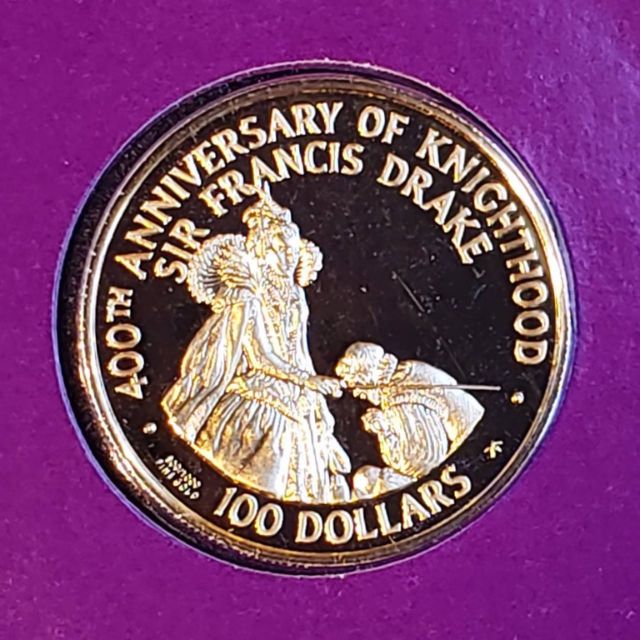 400TH ANNIVERSARY OF KNIGHTHOOD
SIR FRANCIS DRAKE
100 DOLLARS